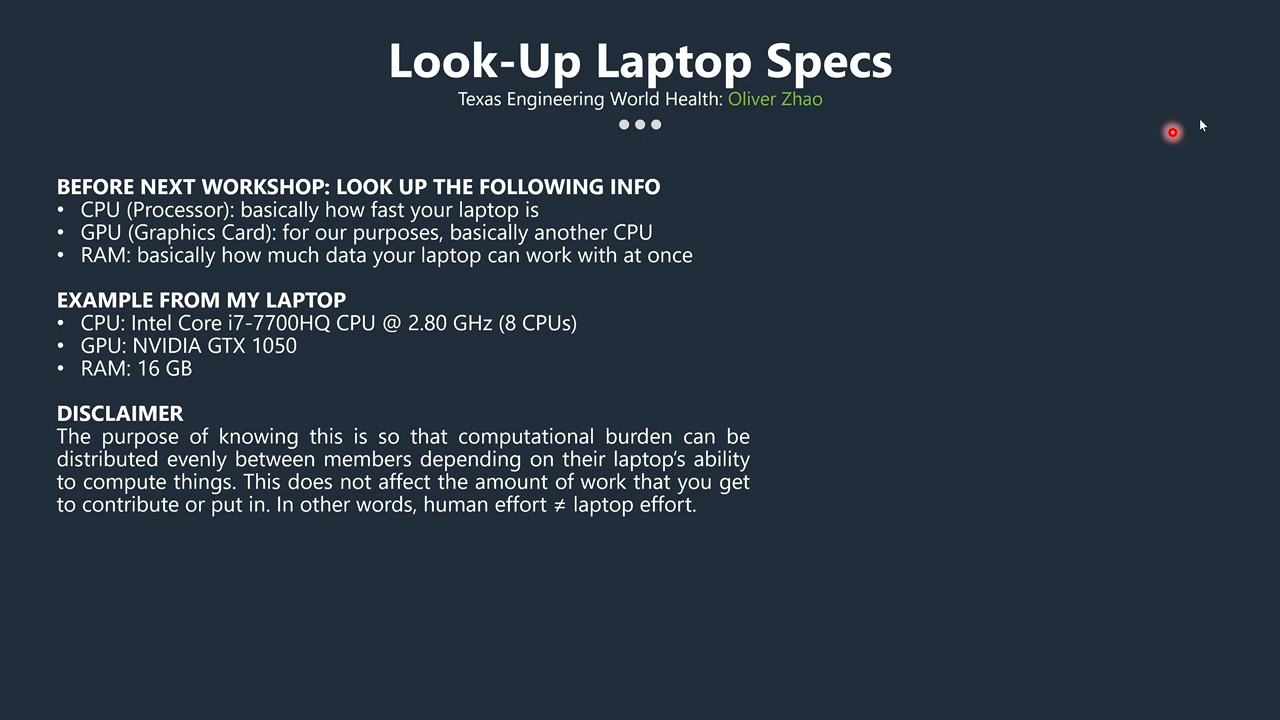 Look-Up Laptop Specs
Texas Engineering World Health: Oliver Zhao
BEFORE NEXT WORKSHOP: LOOK UP THE FOLLOWING INFO
• CPU (Processor): basically how fast your laptop is
• GPU (Graphics Card): for our purposes, basically another CPU
• RAM: basically how much data your laptop can work with at once
EXAMPLE FROM MY LAPTOP
• CPU: Intel Core i7-7700HQ CPU @ 2.80 GHz (8 CPUs)
• GPU: NVIDIA GTX 1050
• RAM: 16 GB
DISCLAIMER
The purpose of knowing this is so that computational burden can be
distributed evenly between members depending on their laptop's ability
to compute things. This does not affect the amount of work that you get
to contribute or put in. In other words, human effort ≠ laptop effort.